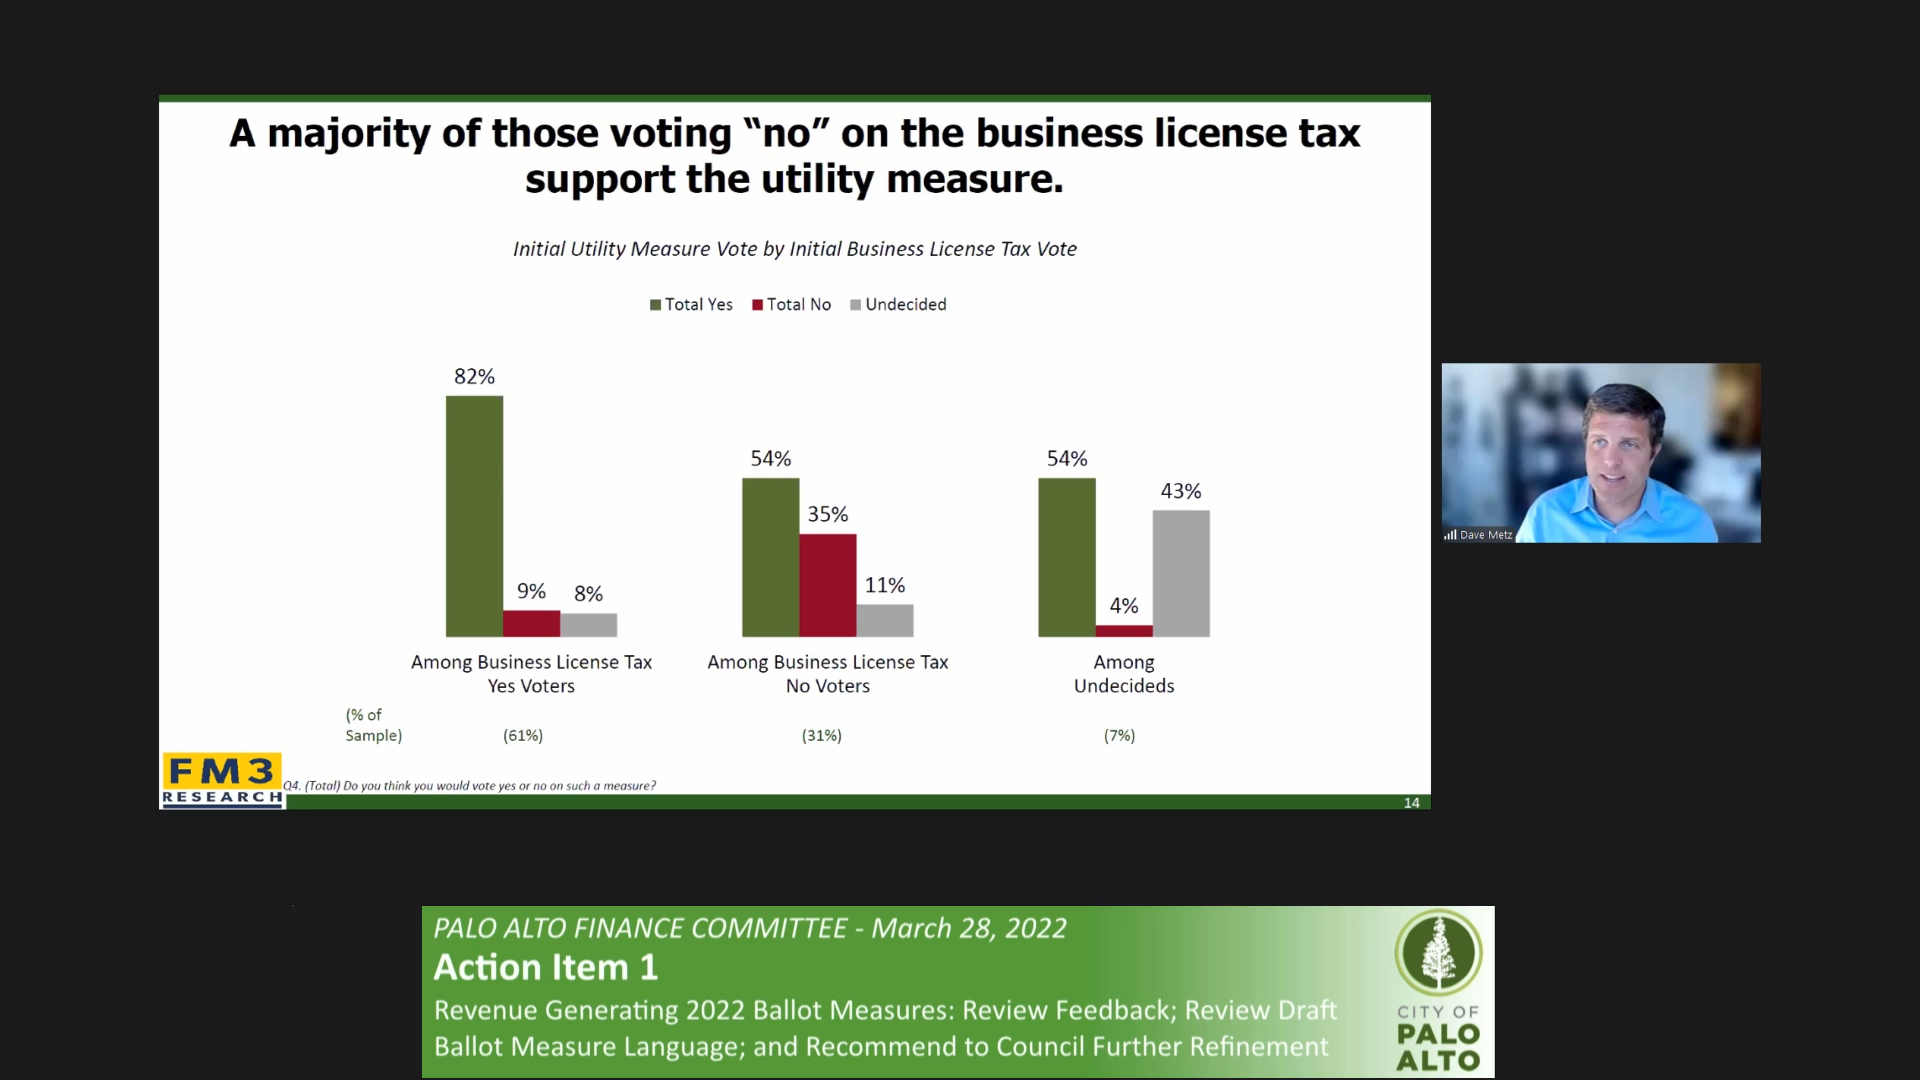 A majority of those voting “no” on the business license tax
support the utility measure.
Initial Utility Measure Vote by Initial Business License Tax Vote
Total Yes Total No Undecided
82%
9%
8%
54%
35%
11%
54%
4%
43%
Among Business License Tax
Yes Voters
Among Business License Tax
No Voters
Among
Undecideds
(% of
Sample)
(61%)
(31%)
(7%)
FM3
RESEARCH
Q4. (Total) Do you think you would vote yes or no on such a measure?
14
Dave Metz
PALO ALTO FINANCE COMMITTEE - March 28, 2022
Action Item 1
Revenue Generating 2022 Ballot Measures: Review Feedback; Review Draft
Ballot Measure Language; and Recommend to Council Further Refinement
CITY OF
PALO
ALTO